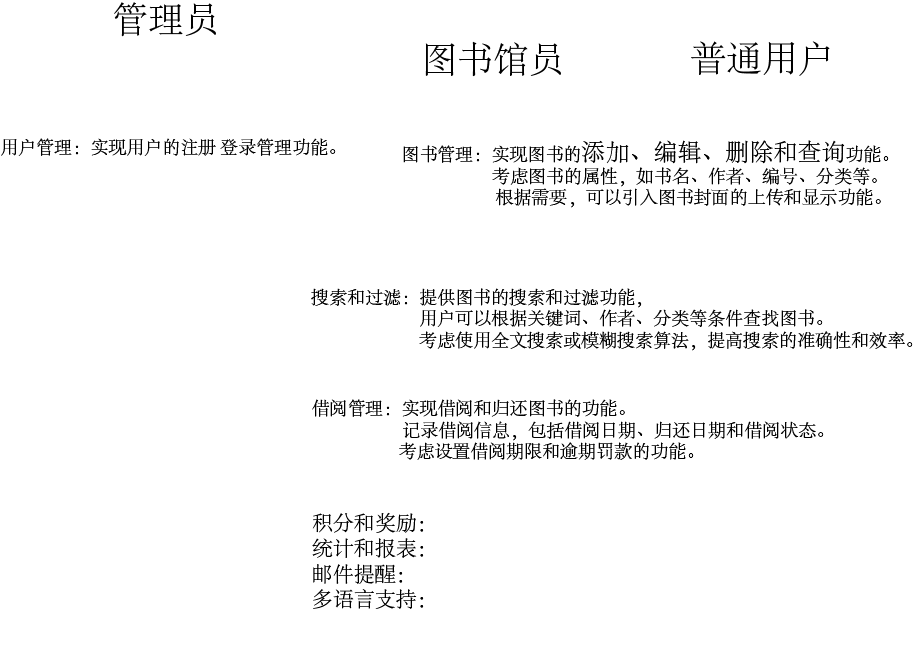 管理员
图书馆员
普通用户
用户管理：实现用户的注册 登录管理功能。
图书管理：实现图书的添加、编辑、删除和查询功能。
考虑图书的属性，如书名、作者、编号、分类等。
根据需要，可以引入图书封面的上传和显示功能。
搜索和过滤：提供图书的搜索和过滤功能，
用户可以根据关键词、作者、分类等条件查找图书。
考虑使用全文搜索或模糊搜索算法，提高搜索的准确性和效率。
借阅管理：实现借阅和归还图书的功能。
记录借阅信息，包括借阅日期、归还日期和借阅状态。
考虑设置借阅期限和逾期罚款的功能。
积分和奖励：
统计和报表：
邮件提醒：
多语言支持：